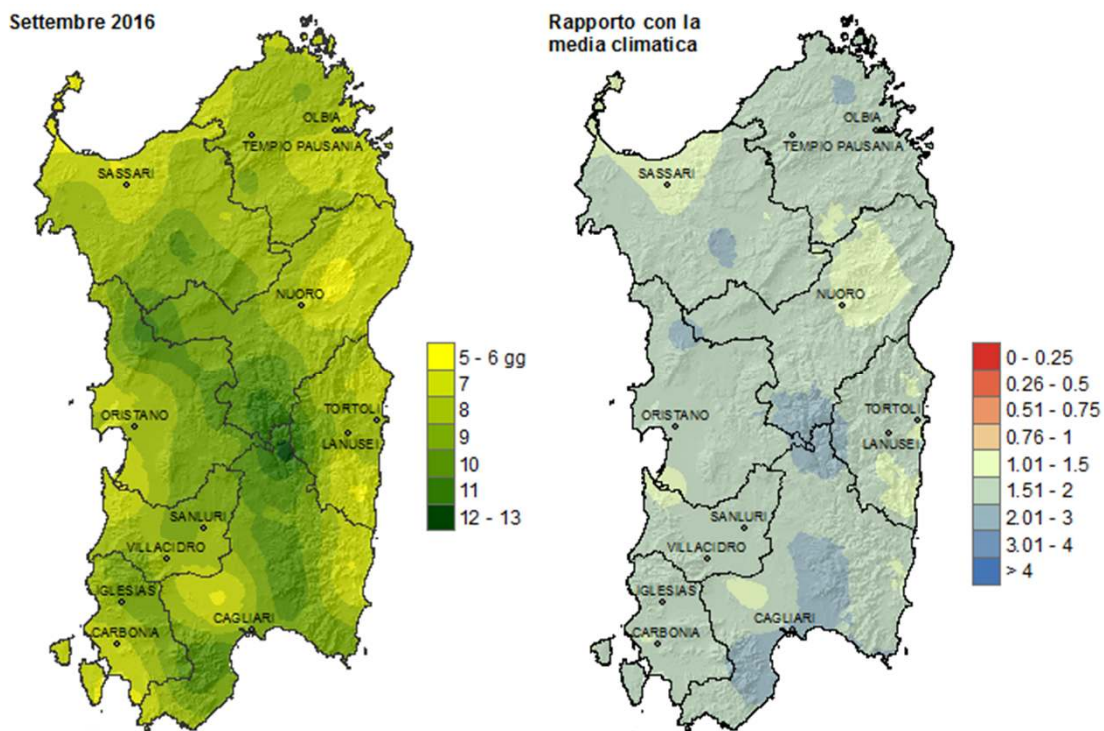 Settembre 2016
OLBIA
TEMPIO PAUSANIA
SASSARI
NUORO
ORISTANO
TORTOLI
LANUSEI
SANLURI
VILLACIDRO
IGLESIAS
CAGLIARI
CARBONIA
5 - 6 gg
7
8
9
10
11
12 - 13
Rapporto con la
media climatica
OLBIA
TEMPIO PAUSANIA
SASSARI
NUORO
ORISTANO
TORTOLI
LANUSEI
SANLURI
VILLACIDRO
IGLESIAS
CAGLIARI
CARBONIA
0 - 0.25
0.26 - 0.5
0.51 - 0.75
0.76 - 1
1.01 - 1.5
1.51 - 2
2.01 - 3
3.01 - 4
> 4